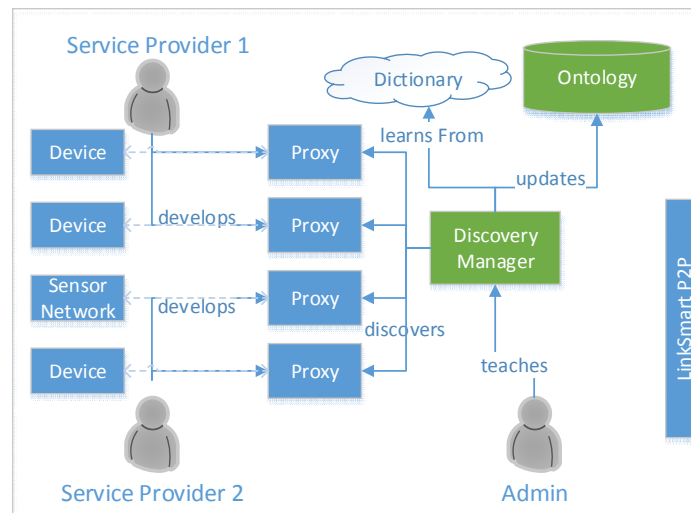 Service Provider 1
Dictionary
Ontology
learns From
Device
Proxy
updates
Device
develops
Proxy
Discovery
Manager
Sensor
Network
develops
Proxy
discovers
Device
Proxy
teaches
LinkSmart P2P
Service Provider 2
Admin